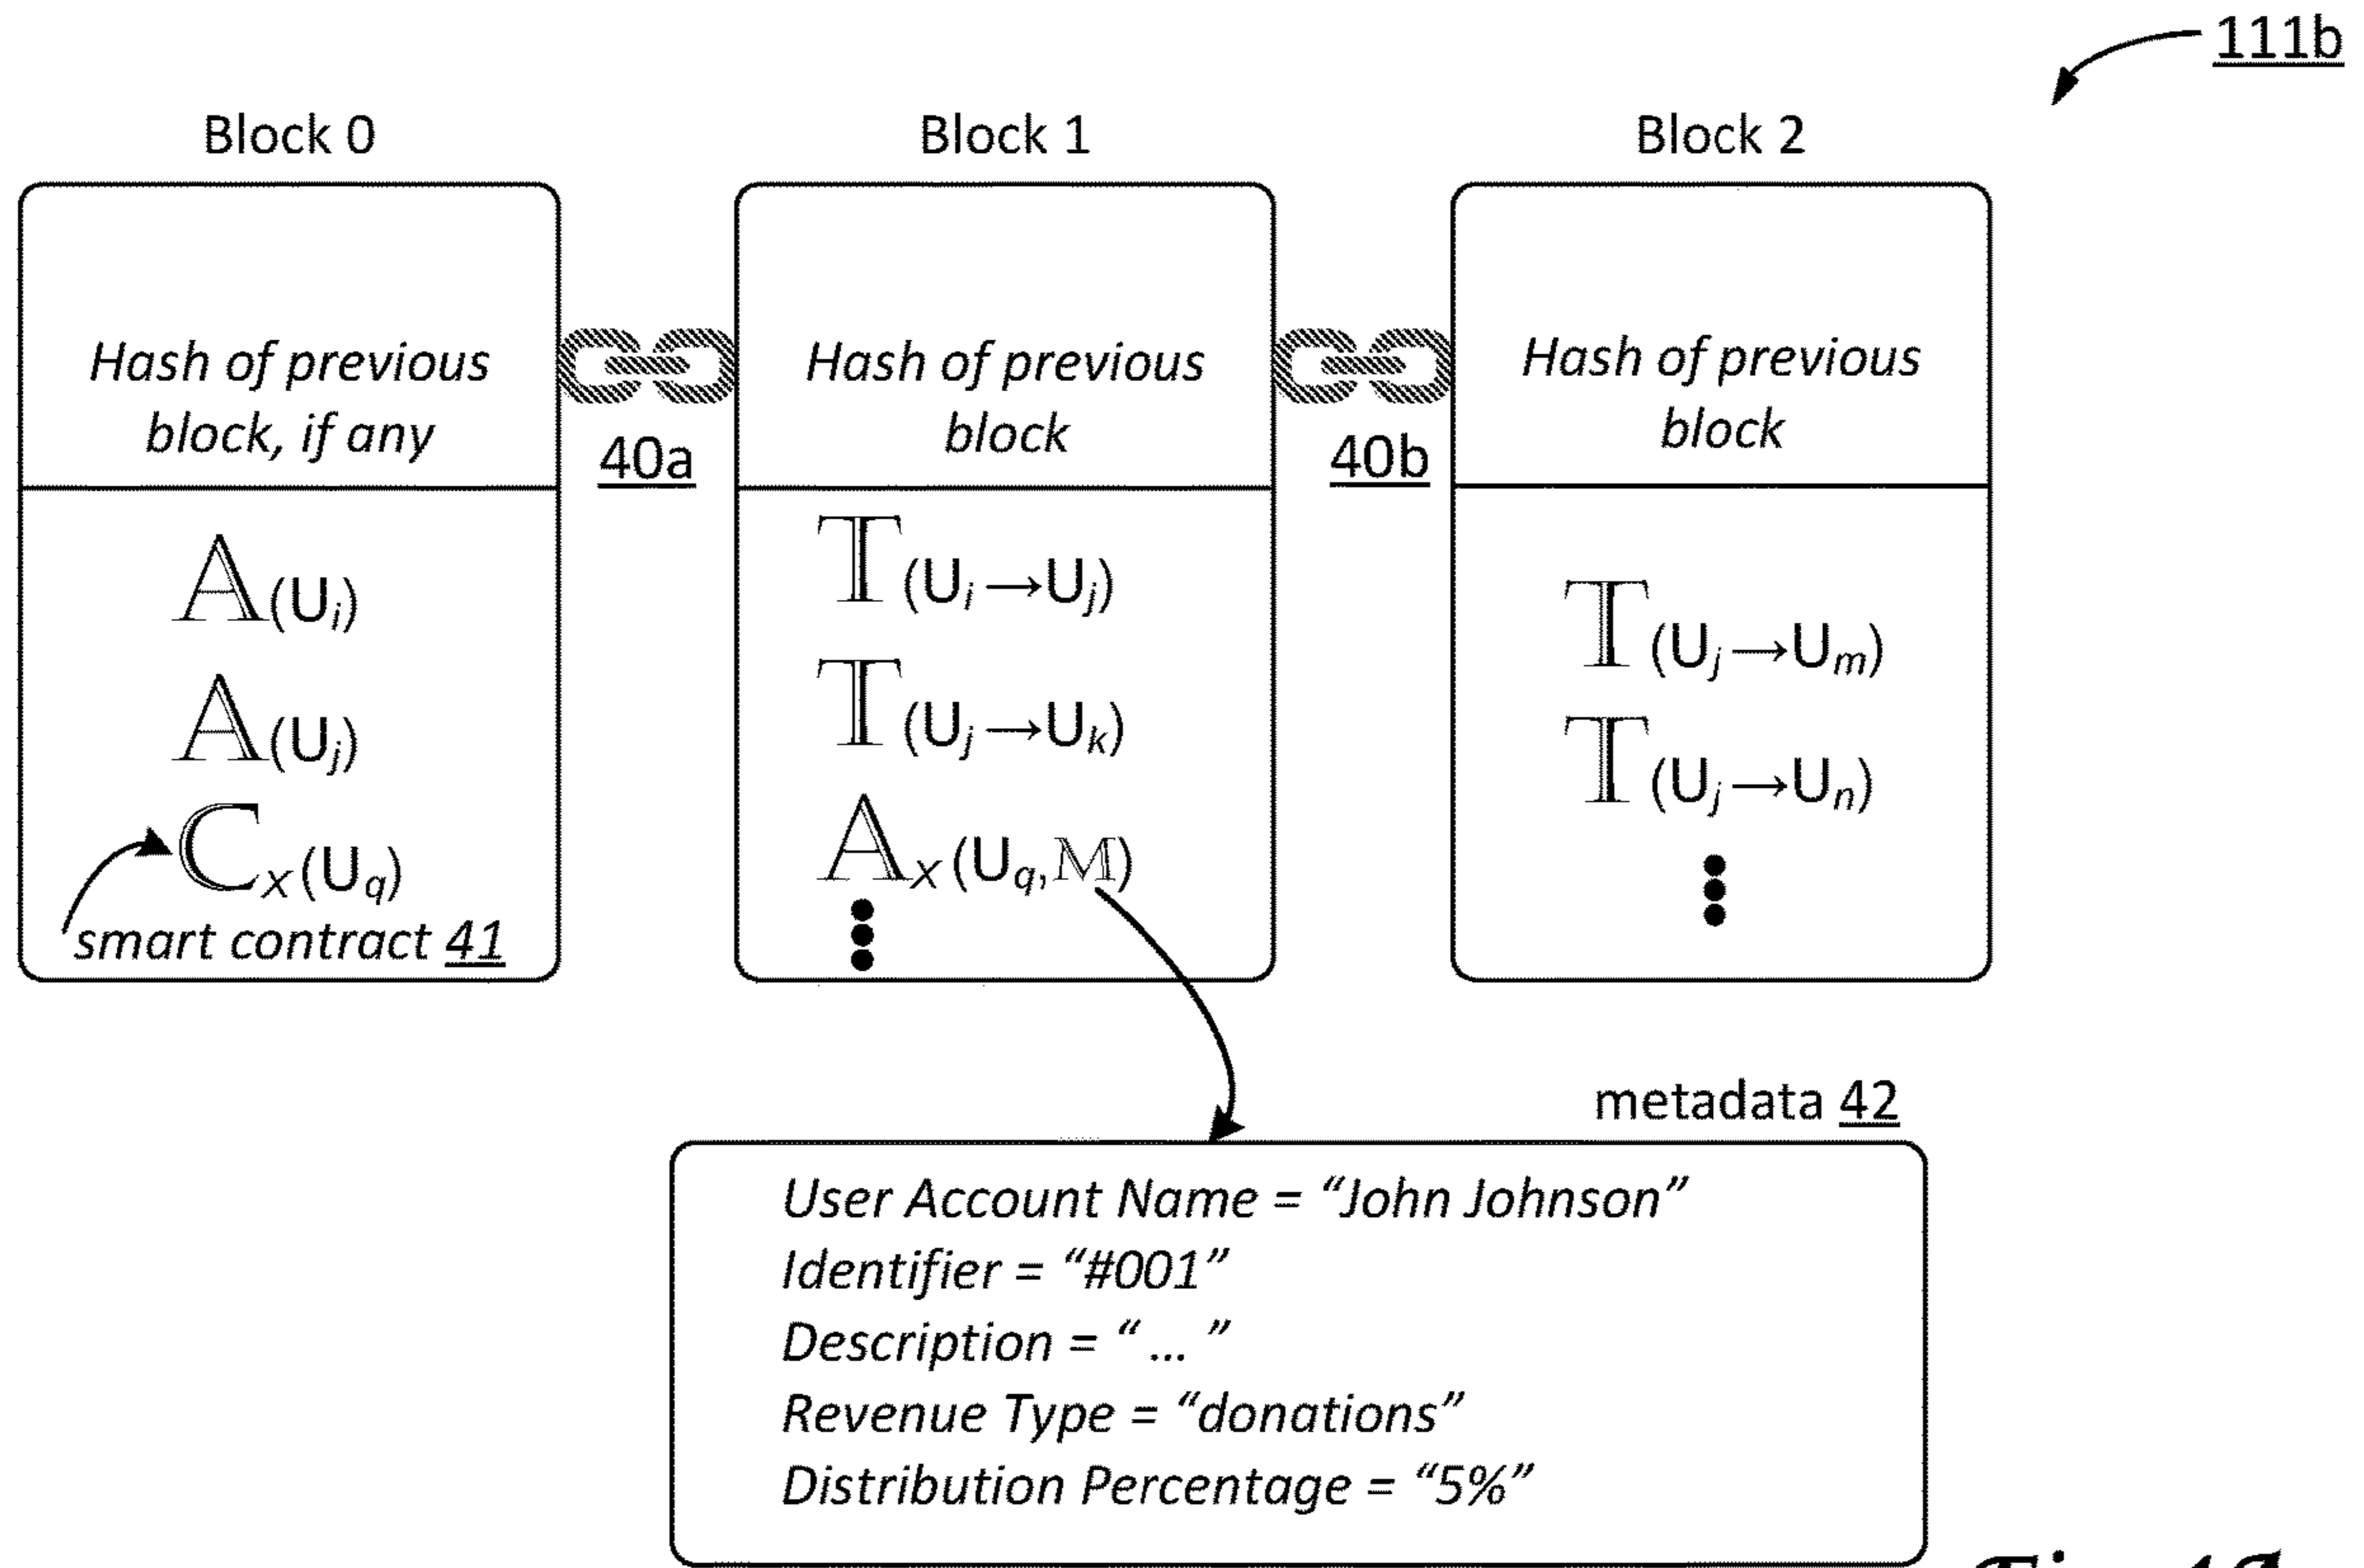 111b
Block 0
Hash of previous
block, if any
A(Ui)
A(Uj)
CX(Uq)
smart contract 41
40a
Block 1
Hash of previous
block
T(Ui→Uj)
T(Uj→Uk)
AX(Uq,M)
40b
Block 2
Hash of previous
block
T(Uj→Um)
T(Uj→Un)
metadata 42
User Account Name = “John Johnson”
Identifier = “#001”
Description = “ ... ”
Revenue Type = “donations”
Distribution Percentage = “5%”